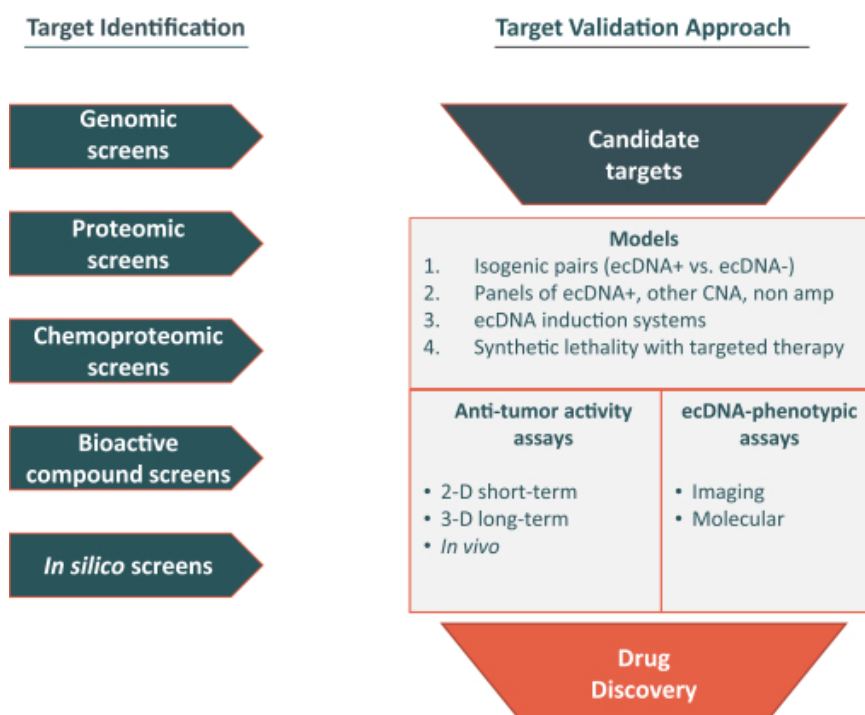 Target Identification
Genomic
screens
Proteomic
screens
Chemoproteomic
screens
Bioactive
compound screens
In silico screens
Target Validation Approach
Candidate
targets
Models
1. Isogenic pairs (ecDNA+ vs. ecDNA-)
2. Panels of ecDNA+, other CNA, non amp
3. ecDNA induction systems
4. Synthetic lethality with targeted therapy
Anti-tumor activity
assays
• 2-D short-term
• 3-D long-term
• In vivo
ecDNA-phenotypic
assays
• Imaging
• Molecular
Drug
Discovery